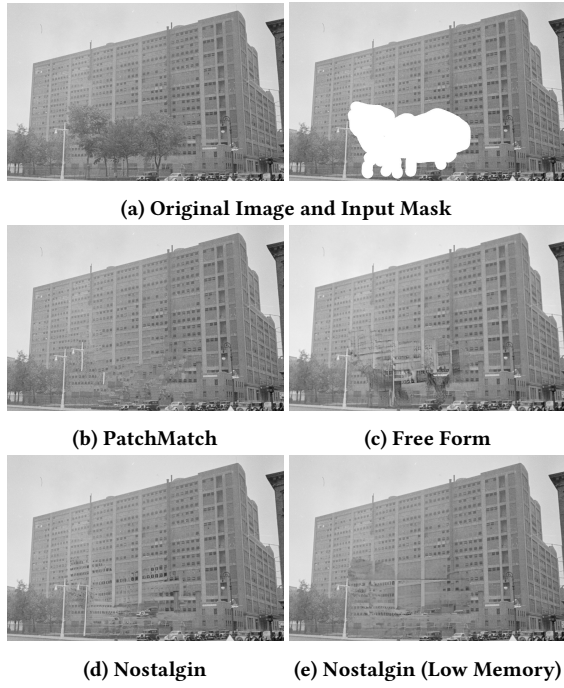 (a) Original Image and Input Mask
(b) PatchMatch
(c) Free Form
(d) Nostalgin
(e) Nostalgin (Low Memory)